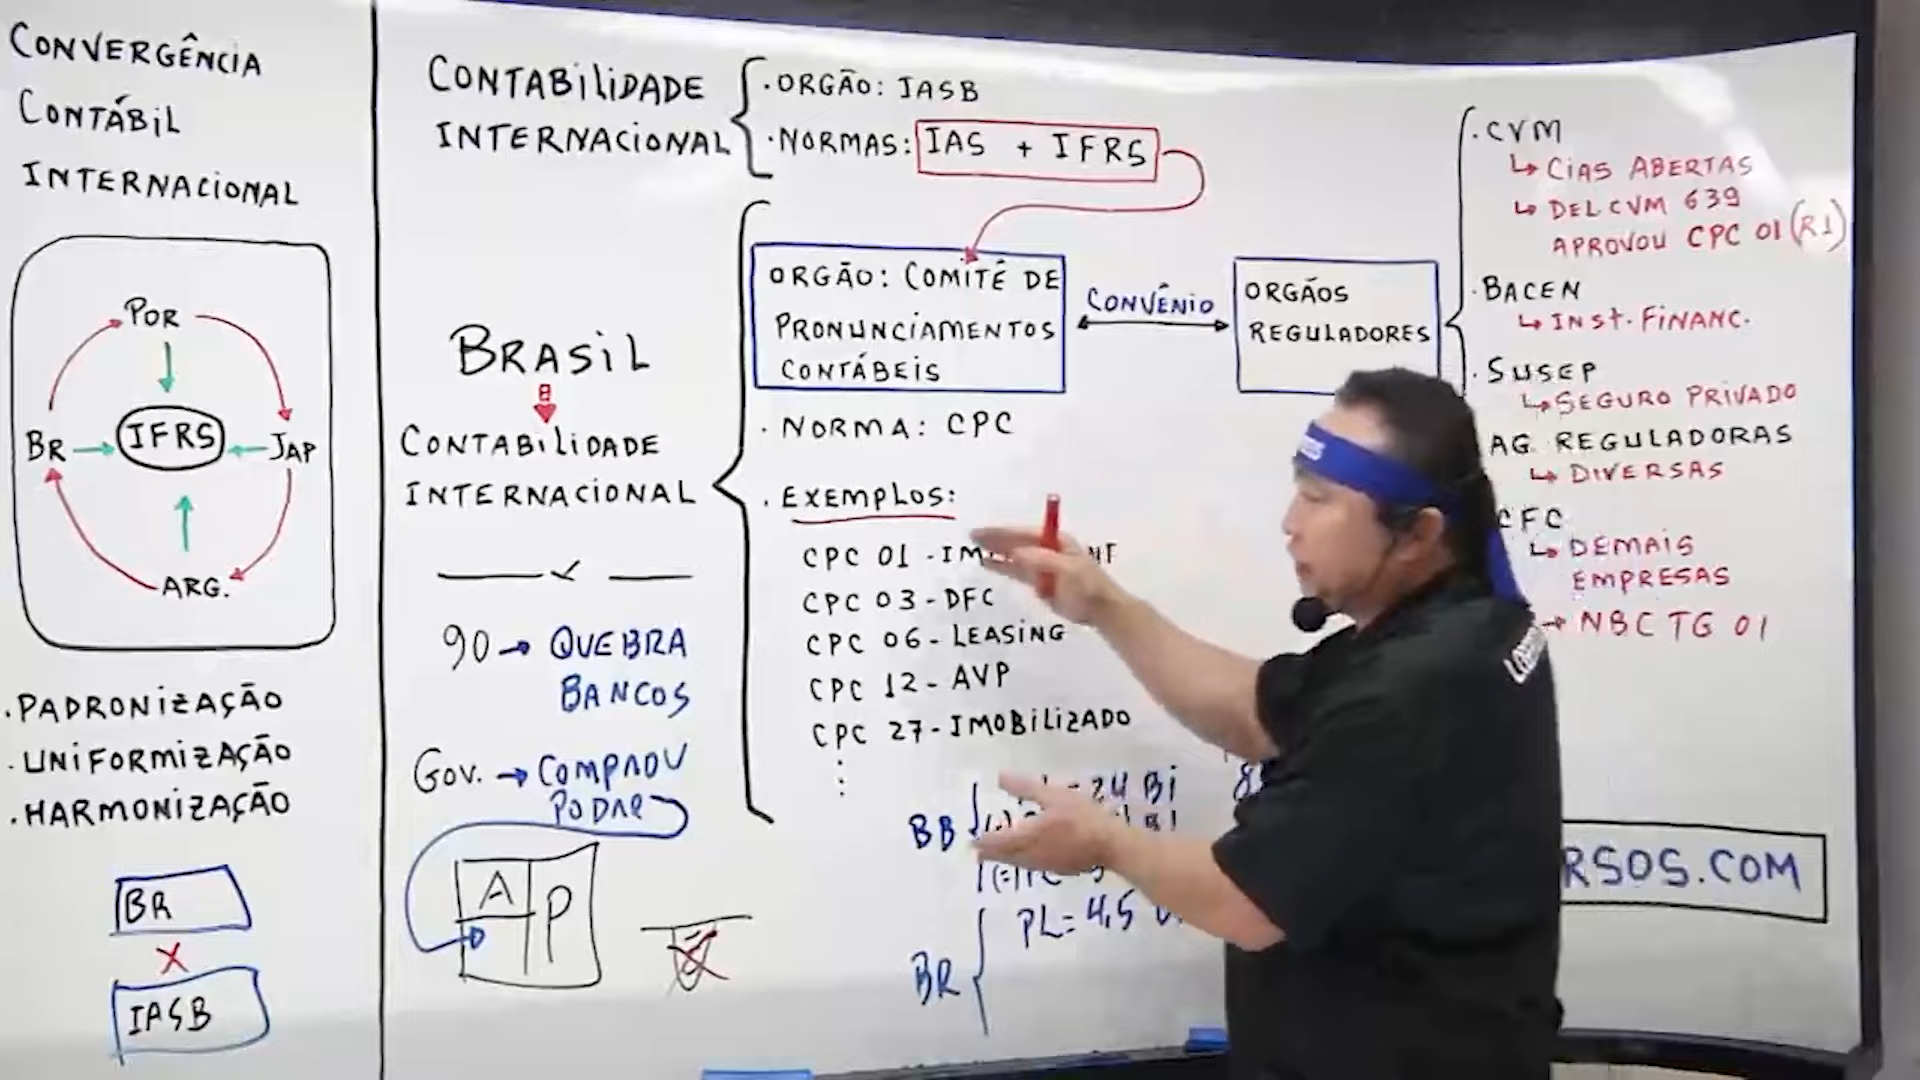 CONVERGÊNCIA
CONTÁBIL
INTERNACIONAL
POR
BR
IFRS
JAP
ARG.
.PADRONIZAÇÃO
.UNIFORMIZAÇÃO
.HARMONIZAÇÃO
BR
X
IASB
CONTABILIDADE
INTERNACIONAL
.ORGÃO: IASB
.NORMAS: IAS + IFRS
BRASIL
CONTABILIDADE
INTERNACIONAL
90 → QUEBRA
BANCOS
GOV. →
A
P
ORGÃO: COMITÉ DE
PRONUNCIAMENTOS
CONTÁBEIS
CONVÊNIO
ORGÃOS
REGULADORES
. NORMA: CPC
. EXEMPLOS:
CPC 01 -
CPC 03 - DFC
CPC 06 - LEASING
CPC 12 - AVP
CPC 27 - IMOBILIZADO
BB
24 Bi
PL = 4,5
BR
.CVM
↳ CIAS ABERTAS
↳ DEL CVM 639
APROVOU CPC 01 (R1)
.BACEN
↳ INST. FINANC.
.SUSEP
↳ SEGURO PRIVADO
AG. REGULADORAS
↳ DIVERSAS
CFC
↳ DEMAIS
EMPRESAS
→ NBC TG 01
RSOS.COM